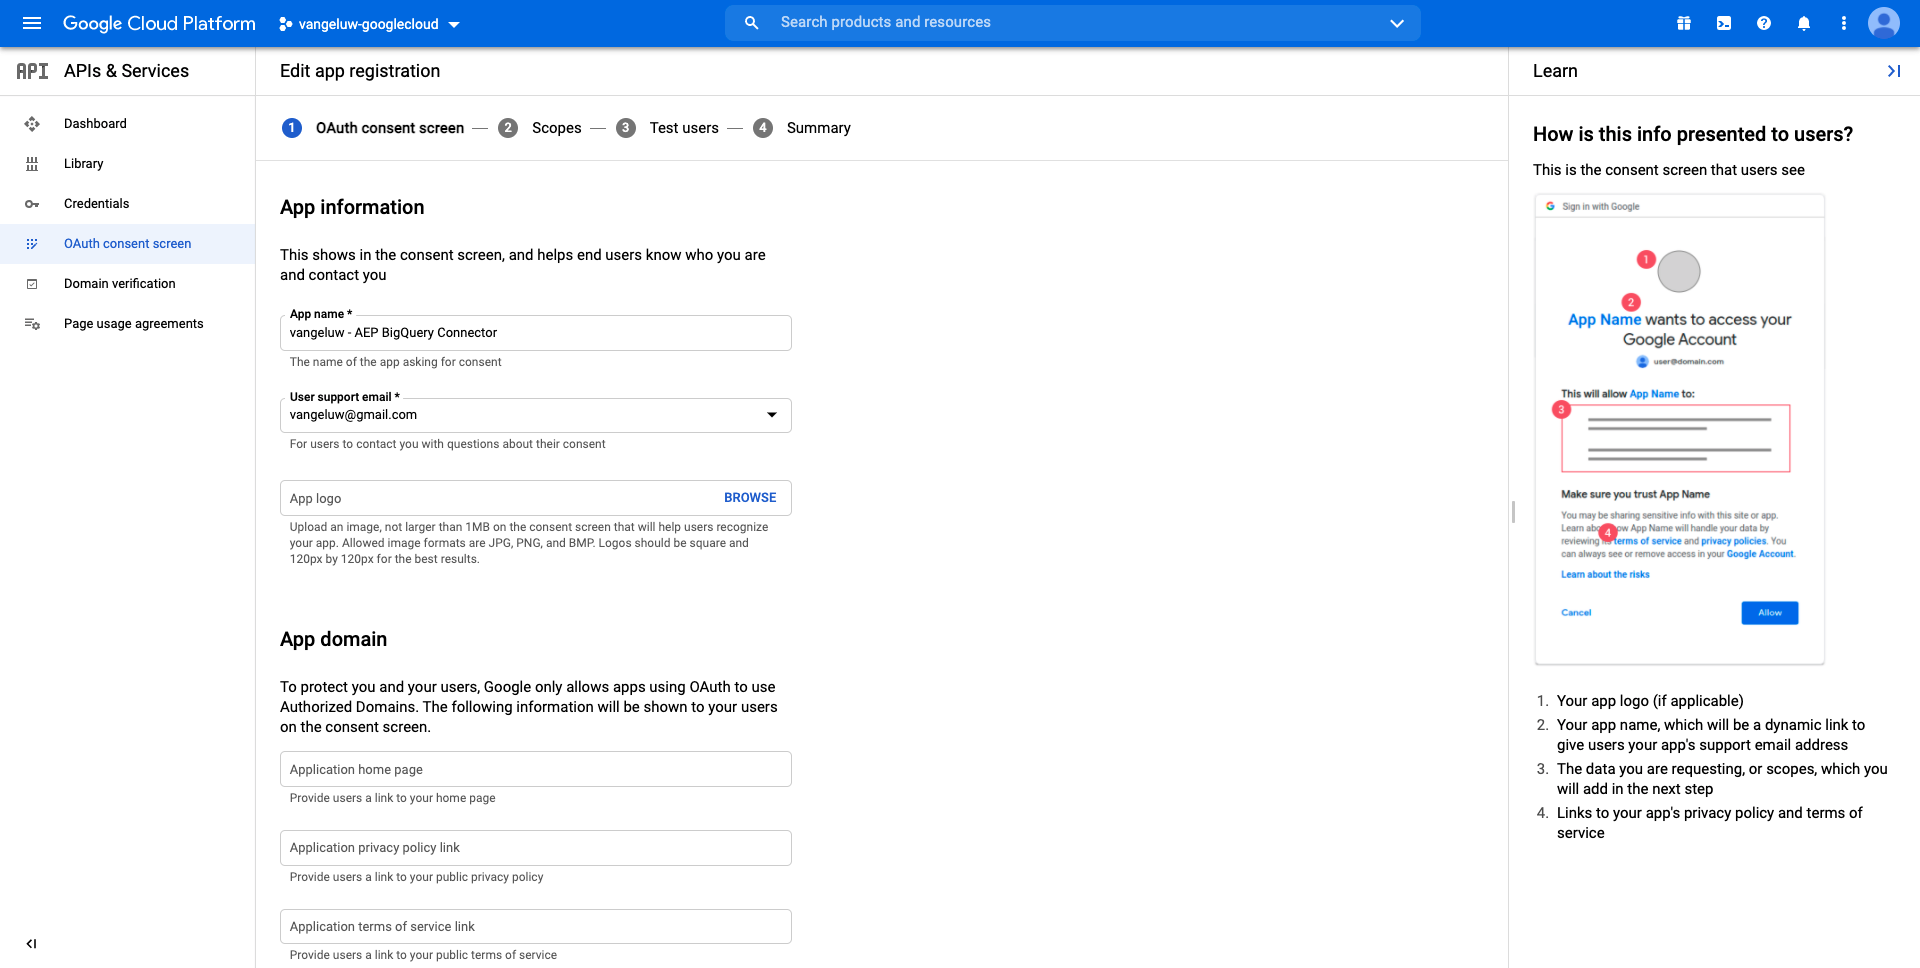 Google Cloud Platform
vangeluw-googlecloud
Search products and resources
API APIs & Services
Dashboard
Library
Credentials
OAuth consent screen
Domain verification
Page usage agreements
Edit app registration
1 OAuth consent screen — 2 Scopes — 3 Test users — 4 Summary
App information
This shows in the consent screen, and helps end users know who you are
and contact you
App name *
vangeluw - AEP BigQuery Connector
The name of the app asking for consent
User support email *
vangeluw@gmail.com
For users to contact you with questions about their consent
App logo
BROWSE
Upload an image, not larger than 1MB on the consent screen that will help users recognize
your app. Allowed image formats are JPG, PNG, and BMP. Logos should be square and
120px by 120px for the best results.
App domain
To protect you and your users, Google only allows apps using OAuth to use
Authorized Domains. The following information will be shown to your users
on the consent screen.
Application home page
Provide users a link to your home page
Application privacy policy link
Provide users a link to your public privacy policy
Application terms of service link
Provide users a link to your public terms of service
Learn
How is this info presented to users?
This is the consent screen that users see
G Sign in with Google
1
2
App Name wants to access your
Google Account
user@domain.com
This will allow App Name to:
3
Make sure you trust App Name
You may be sharing sensitive info with this site or app.
Learn about how App Name will handle your data by
4
reviewing its terms of service and privacy policies. You
can always see or remove access in your Google Account.
Learn about the risks
Cancel
Allow
1. Your app logo (if applicable)
2. Your app name, which will be a dynamic link to
give users your app's support email address
3. The data you are requesting, or scopes, which you
will add in the next step
4. Links to your app's privacy policy and terms of
service